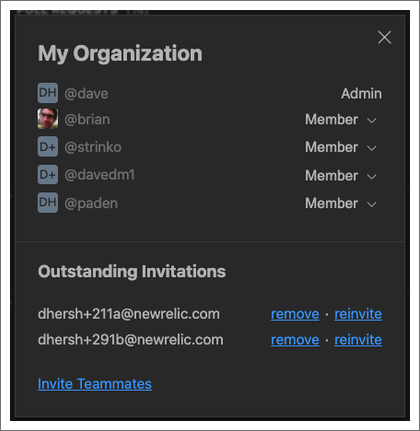 My Organization
DH @dave Admin
@brian Member
D+ @strinko Member
D+ @davedm1 Member
DH @paden Member
Outstanding Invitations
dhersh+211a@newrelic.com remove · reinvite
dhersh+291b@newrelic.com remove · reinvite
Invite Teammates